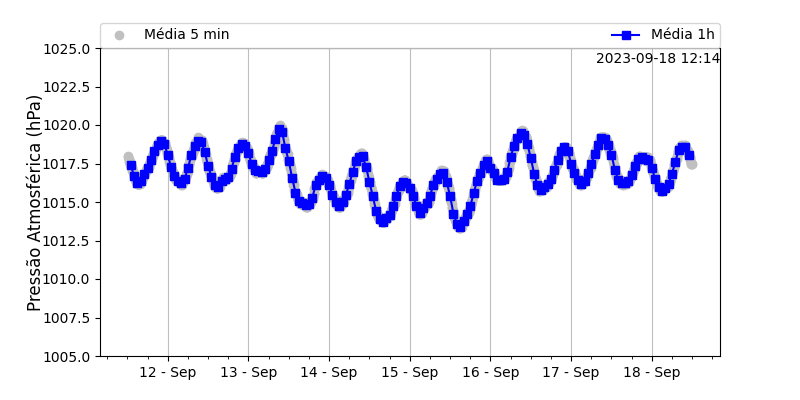 Média 5 min
Média 1h
2023-09-18 12:14
Pressão Atmosférica (hPa)
1025.0
1022.5
1020.0
1017.5
1015.0
1012.5
1010.0
1007.5
1005.0
12 - Sep
13 - Sep
14 - Sep
15 - Sep
16 - Sep
17 - Sep
18 - Sep